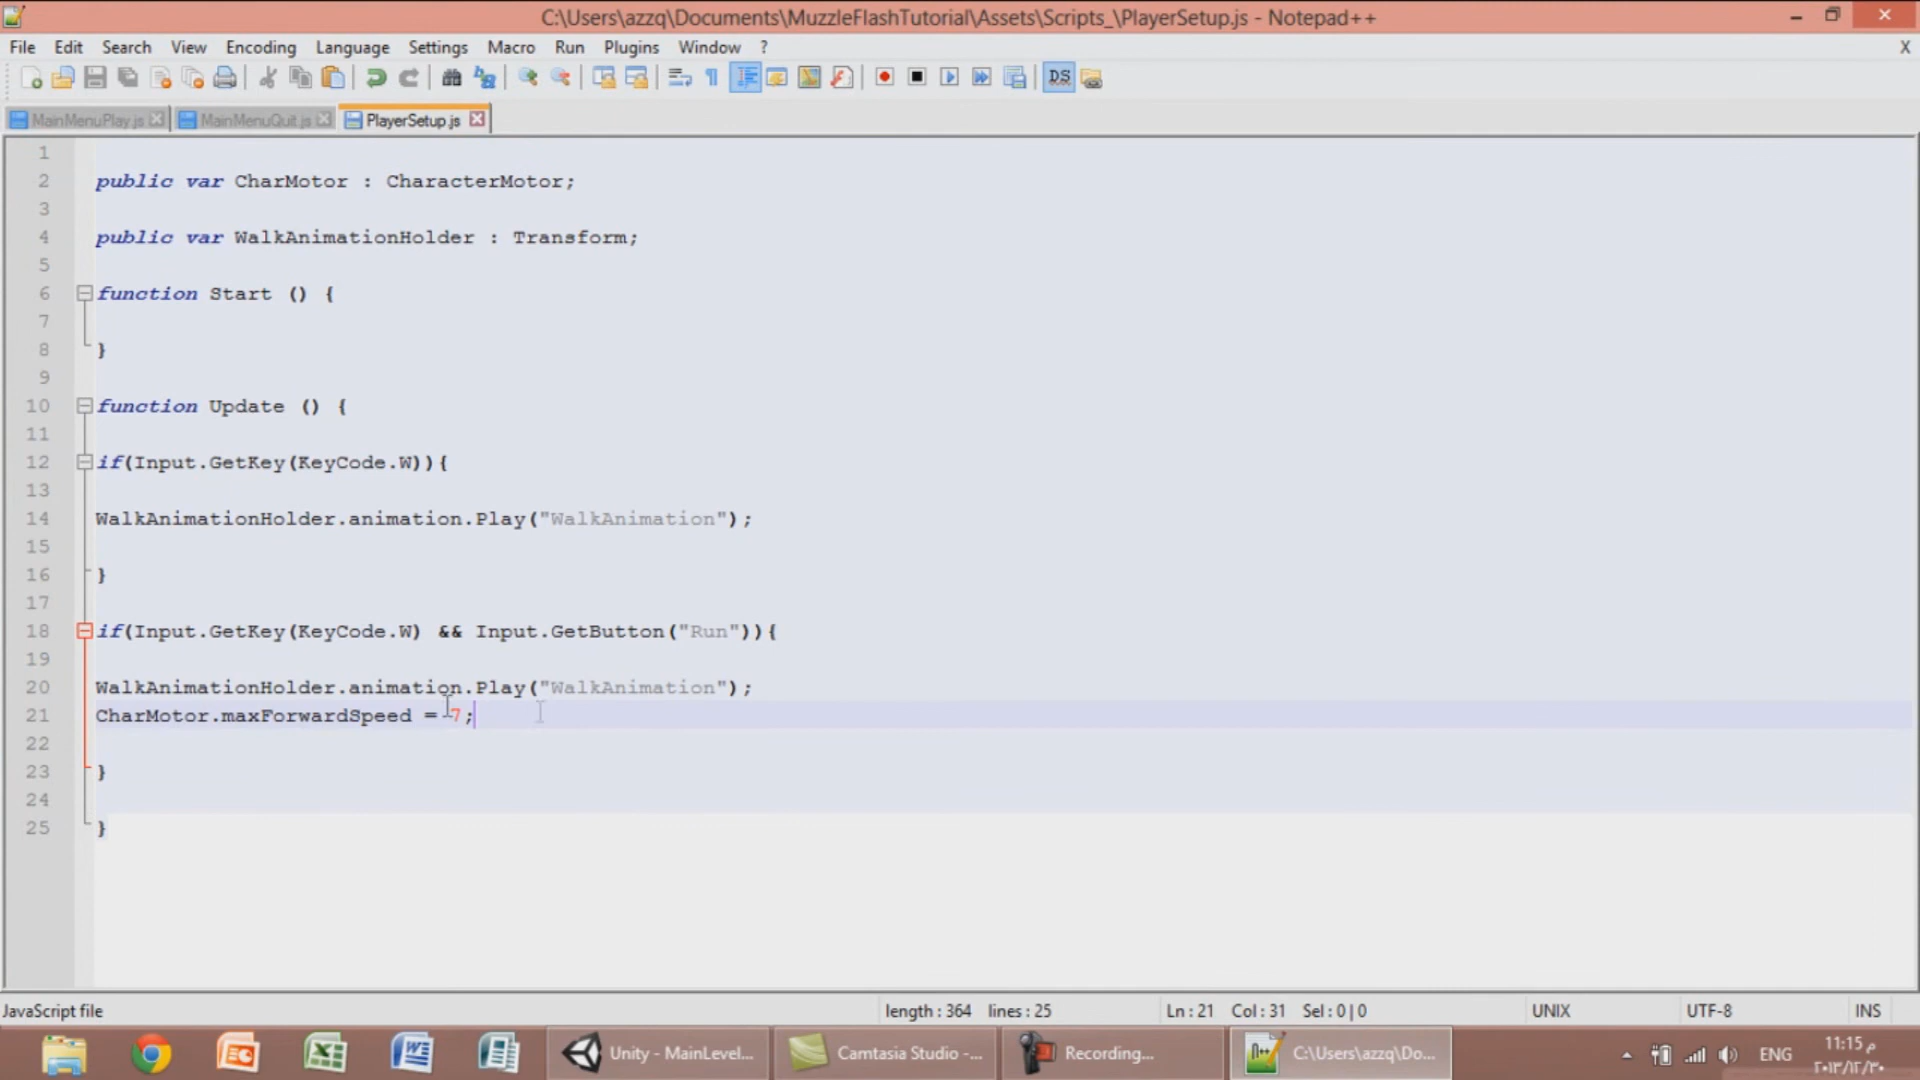 C:\Users\azzq\Documents\MuzzleFlashTutorial\Assets\Scripts_\PlayerSetup.js - Notepad++
File Edit Search View Encoding Language Settings Macro Run Plugins Window ? X
MainMenuPlay.js MainMenuQuit.js PlayerSetup.js
1
2 public var CharMotor : CharacterMotor;
3
4 public var WalkAnimationHolder : Transform;
5
6 function Start () {
7
8 }
9
10 function Update () {
11
12 if(Input.GetKey(KeyCode.W)){
13
14 WalkAnimationHolder.animation.Play("WalkAnimation");
15
16 }
17
18 if(Input.GetKey(KeyCode.W) && Input.GetButton("Run")){
19
20 WalkAnimationHolder.animation.Play("WalkAnimation");
21 CharMotor.maxForwardSpeed = 7;
22
23 }
24
25 }
JavaScript file length : 364 lines : 25 Ln : 21 Col : 31 Sel : 0 | 0 UNIX UTF-8 INS
Unity - MainLevel... Camtasia Studio -... Recording... C:\Users\azzq\Do... ENG 11:15 م
٢٠١٣/١٢/٣٠